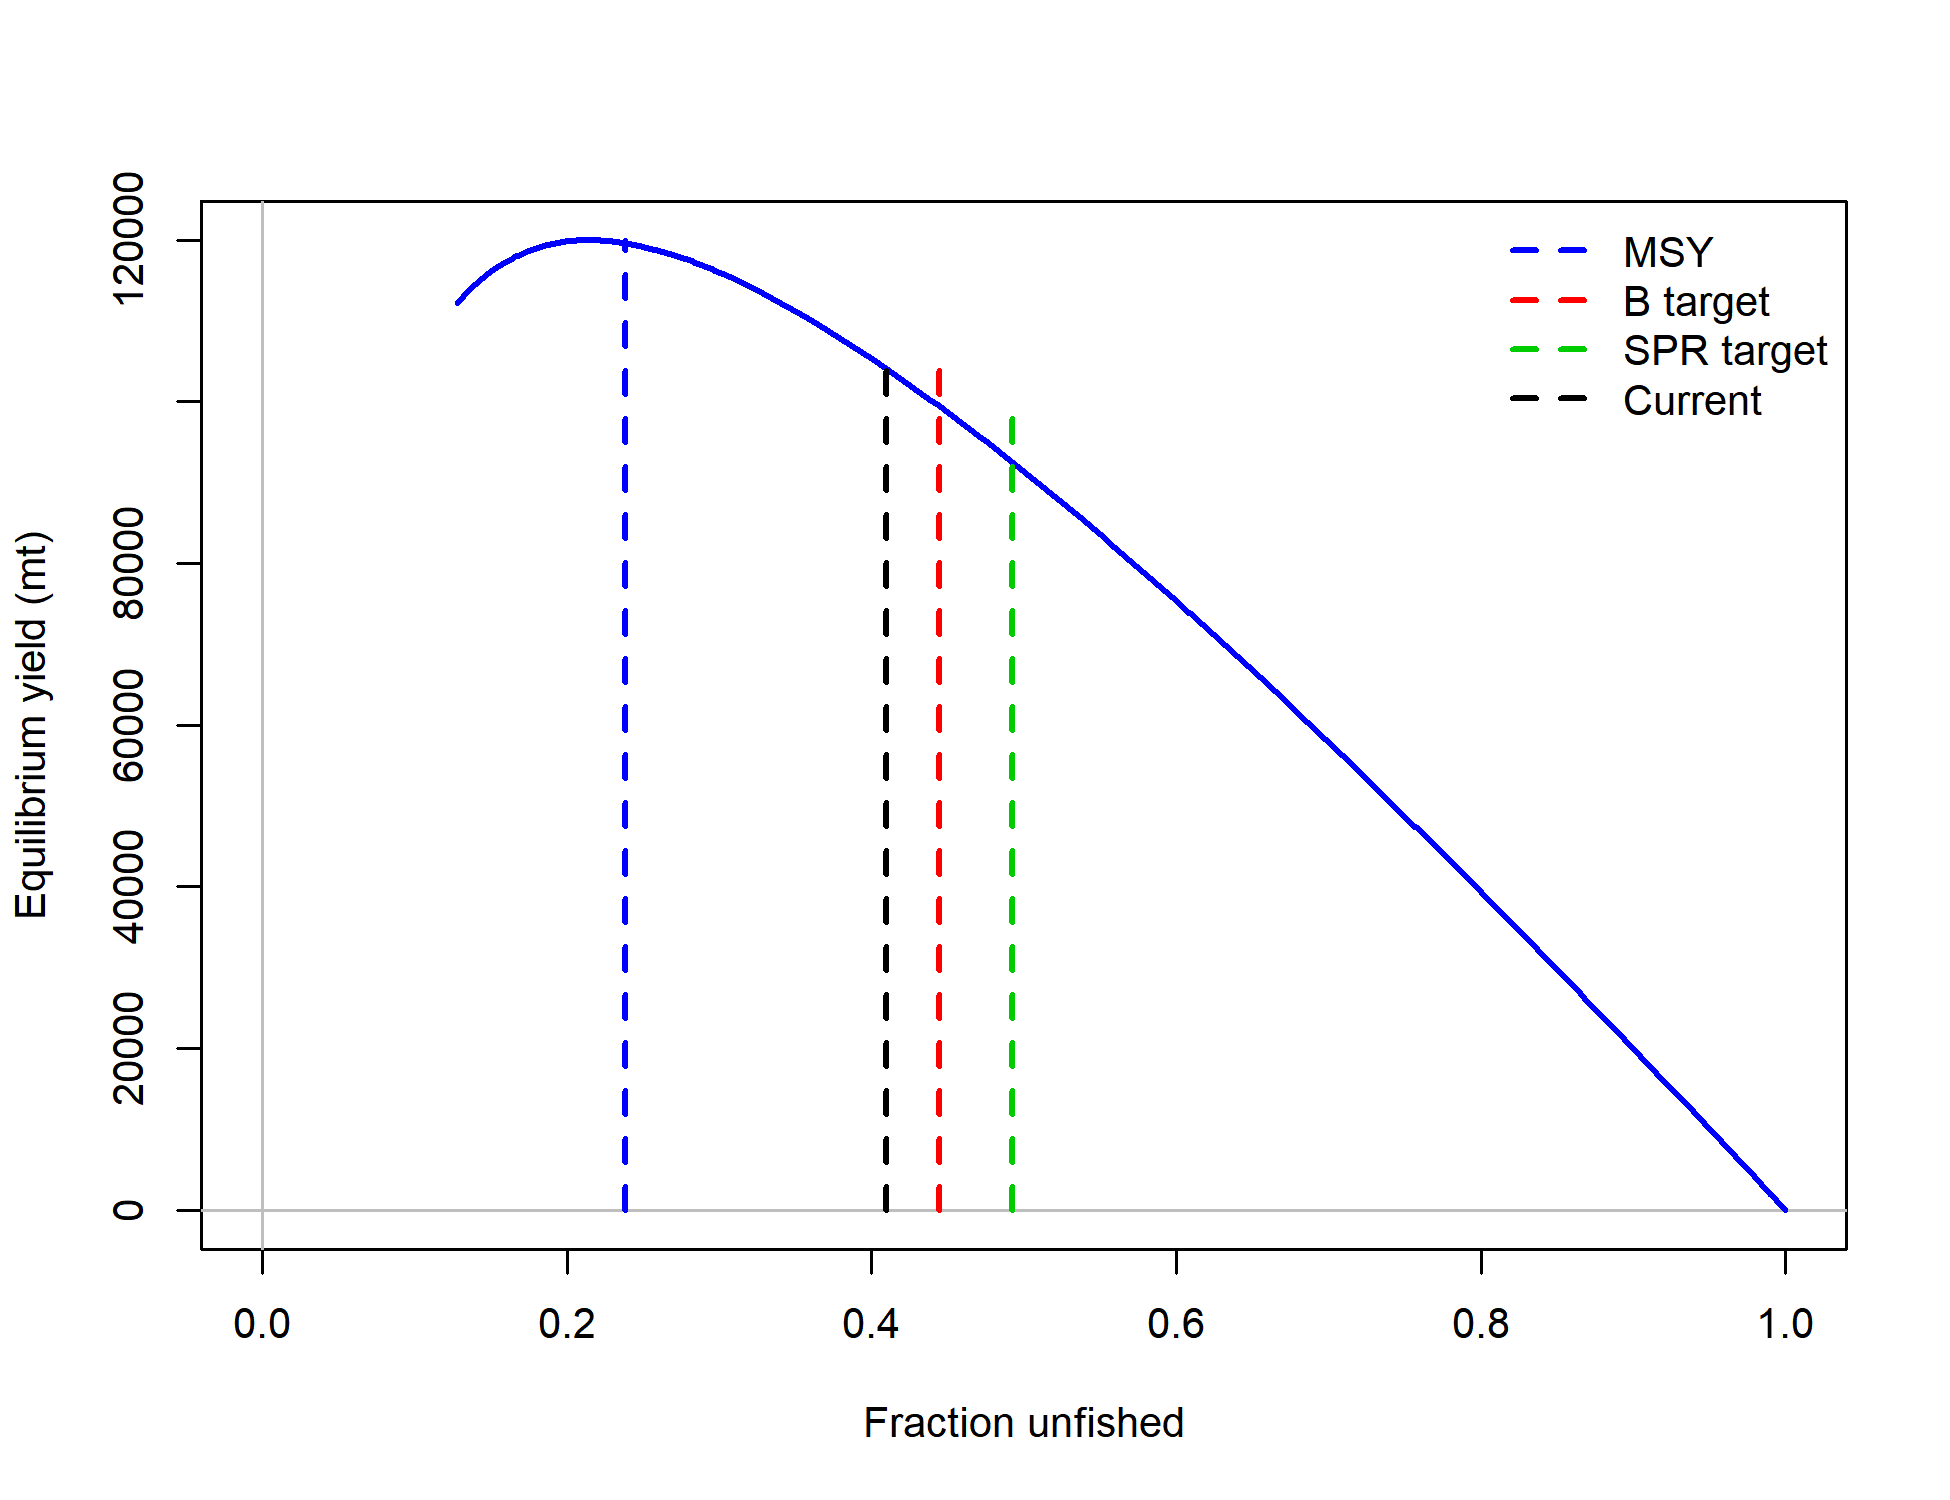 Equilibrium yield (mt)
120000
80000
60000
40000
20000
0
MSY
B target
SPR target
Current
0.0 0.2 0.4 0.6 0.8 1.0
Fraction unfished